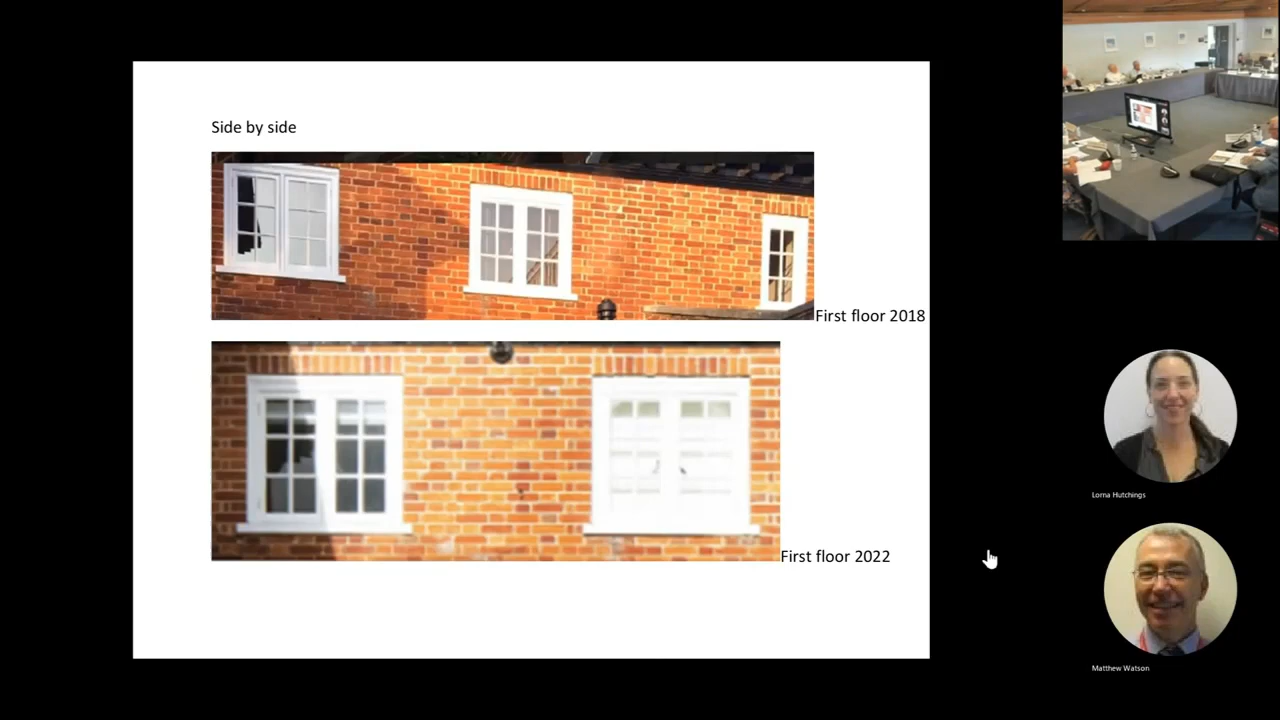 Side by side
First floor 2018
First floor 2022
Lorna Hutchings
Matthew Watson